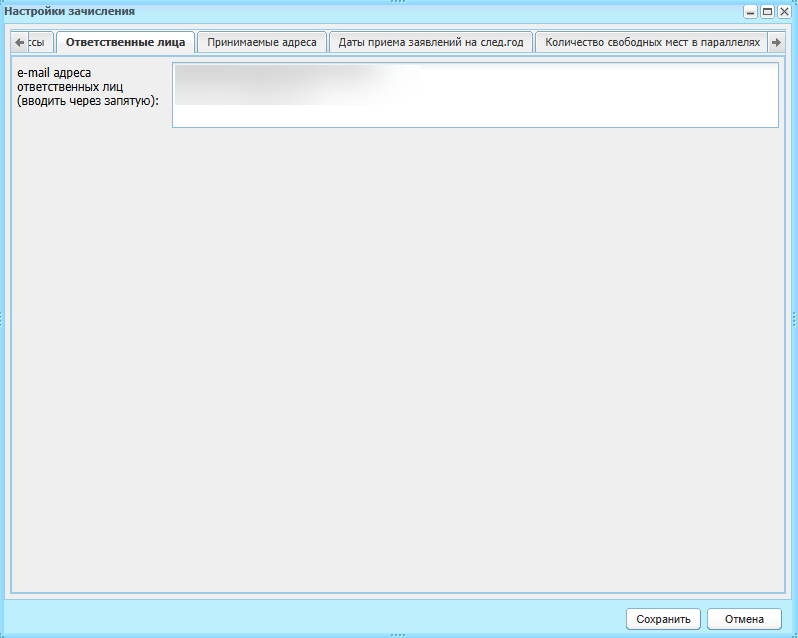 Настройки зачисления
ссы Ответственные лица Принимаемые адреса Даты приема заявлений на след.год Количество свободных мест в параллелях
e-mail адреса
ответственных лиц
(вводить через запятую):
Сохранить Отмена